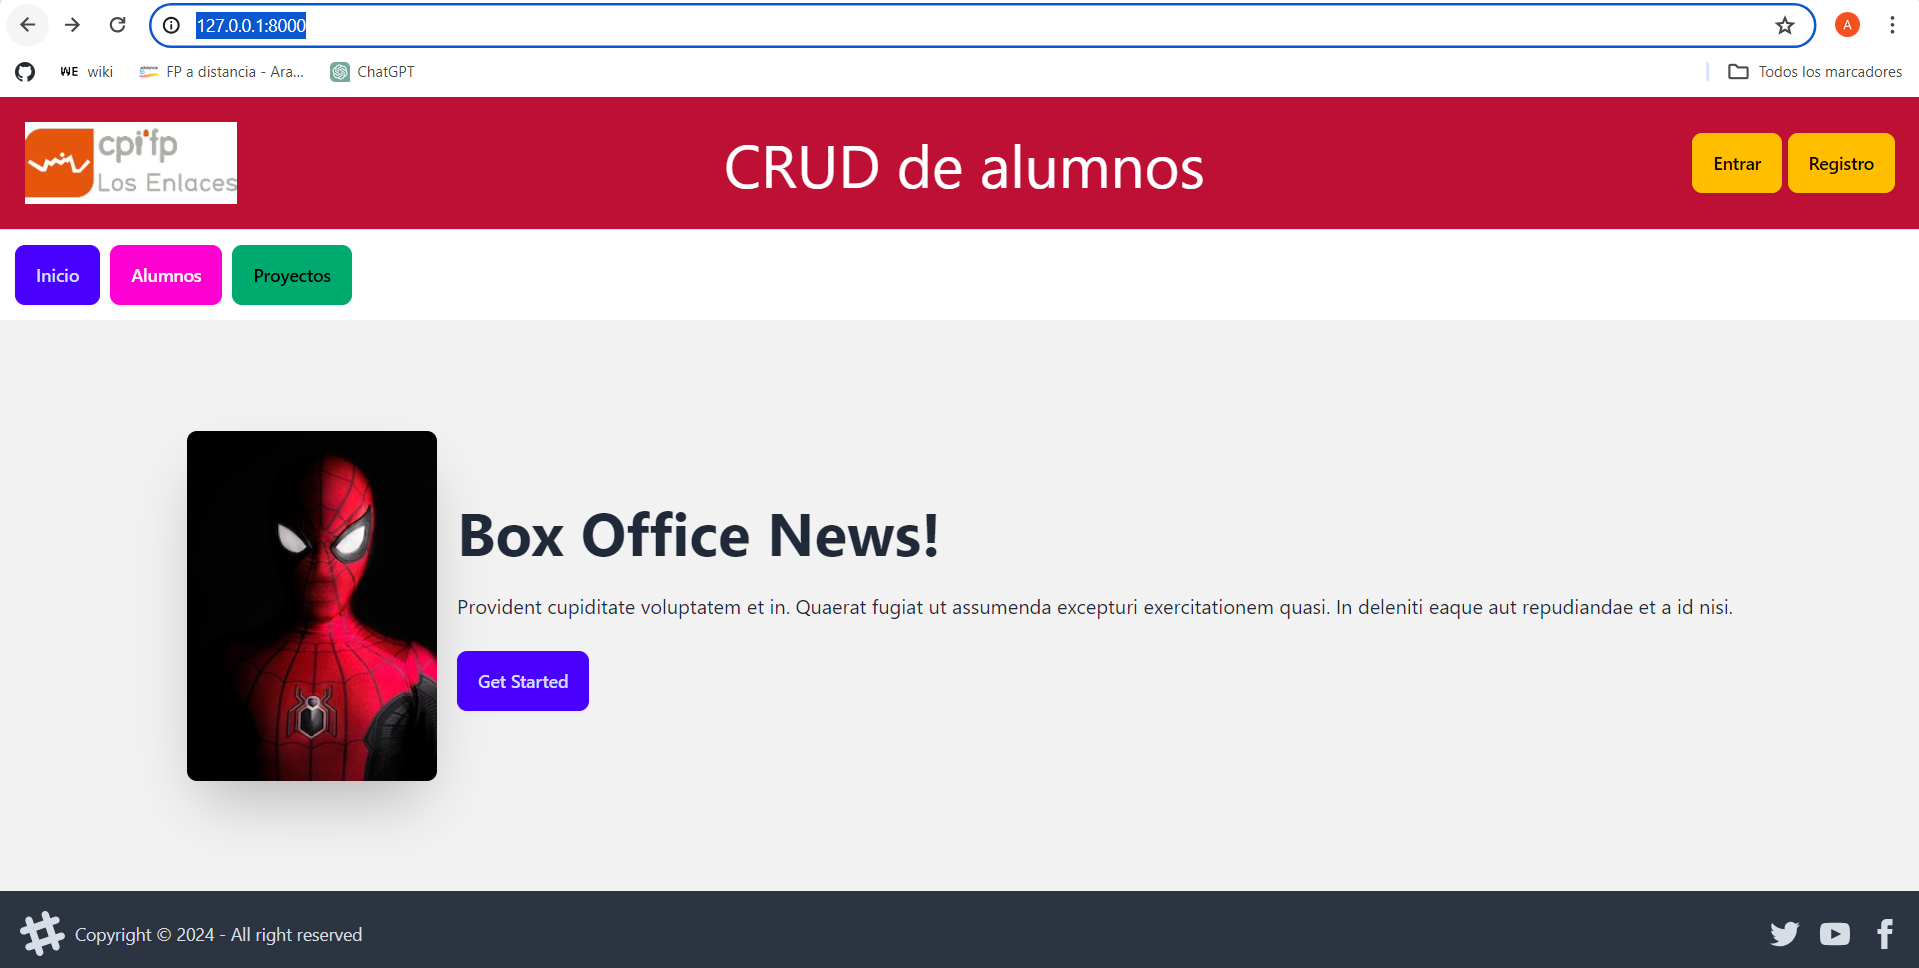 127.0.0.1:8000
A
WE wiki
FP a distancia - Ara...
ChatGPT
Todos los marcadores
cpifp
Los Enlaces
CRUD de alumnos
Entrar
Registro
Inicio
Alumnos
Proyectos
Box Office News!
Provident cupiditate voluptatem et in. Quaerat fugiat ut assumenda excepturi exercitationem quasi. In deleniti eaque aut repudiandae et a id nisi.
Get Started
Copyright © 2024 - All right reserved